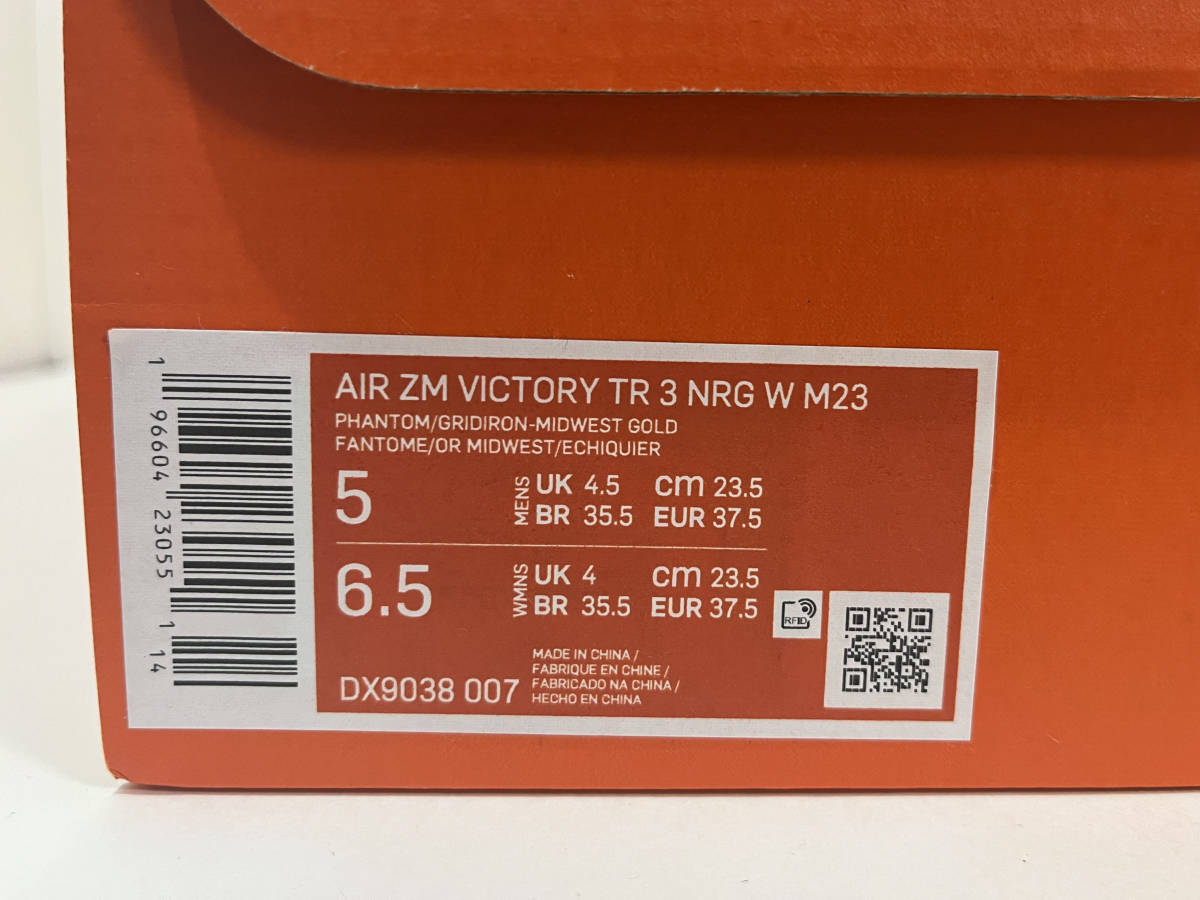 AIR ZM VICTORY TR 3 NRG W M23
PHANTOM/GRIDIRON-MIDWEST GOLD
FANTOME/OR MIDWEST/ECHIQUIER
5 MENS UK 4.5 cm 23.5
BR 35.5 EUR 37.5
6.5 WMNS UK 4 cm 23.5
BR 35.5 EUR 37.5
RFID
DX9038 007
MADE IN CHINA /
FABRIQUE EN CHINE /
FABRICADO NA CHINA /
HECHO EN CHINA
1 96604 23055 1 14